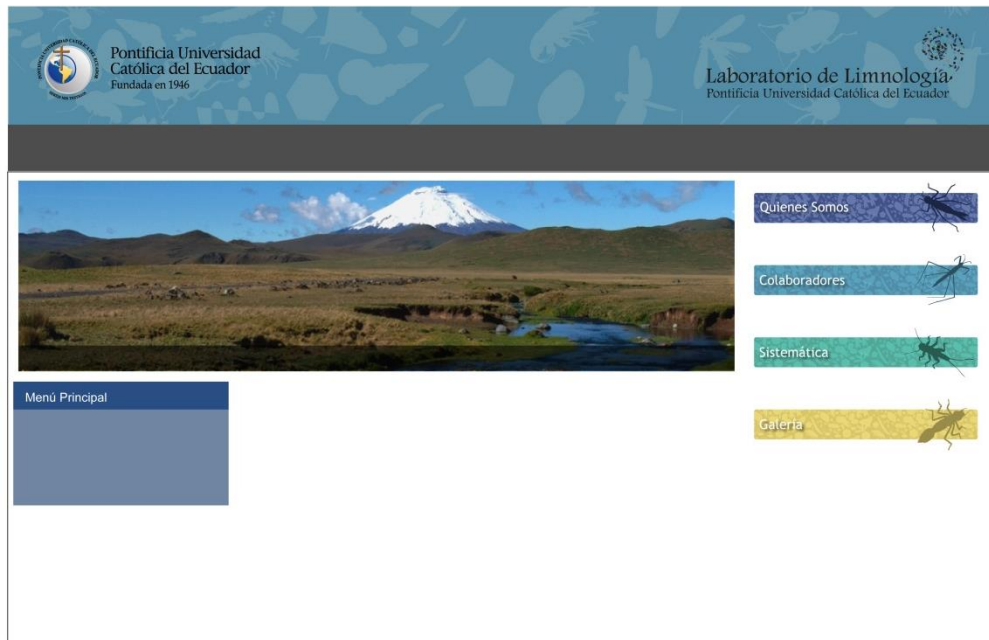 Pontificia Universidad
Católica del Ecuador
Fundada en 1946
Laboratorio de Limnología
Pontificia Universidad Católica del Ecuador
Quienes Somos
Colaboradores
Sistemática
Galería
Menú Principal